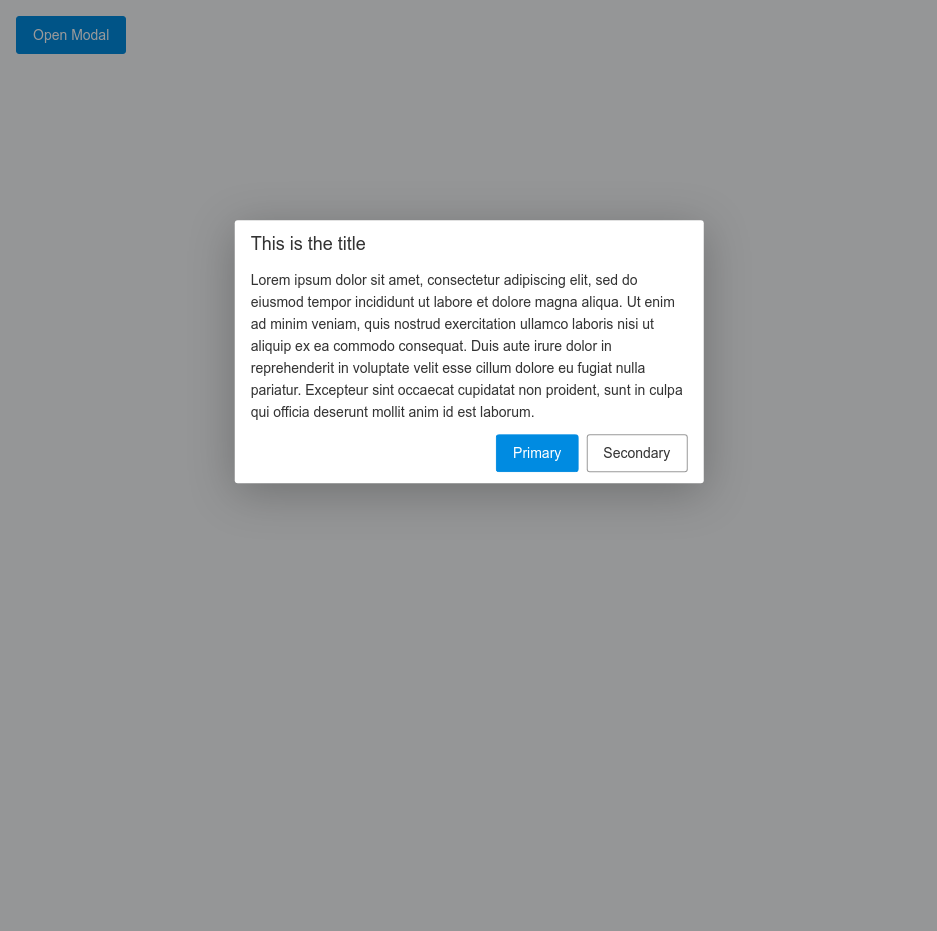 Open Modal
This is the title
Lorem ipsum dolor sit amet, consectetur adipiscing elit, sed do
eiusmod tempor incididunt ut labore et dolore magna aliqua. Ut enim
ad minim veniam, quis nostrud exercitation ullamco laboris nisi ut
aliquip ex ea commodo consequat. Duis aute irure dolor in
reprehenderit in voluptate velit esse cillum dolore eu fugiat nulla
pariatur. Excepteur sint occaecat cupidatat non proident, sunt in culpa
qui officia deserunt mollit anim id est laborum.
Primary
Secondary